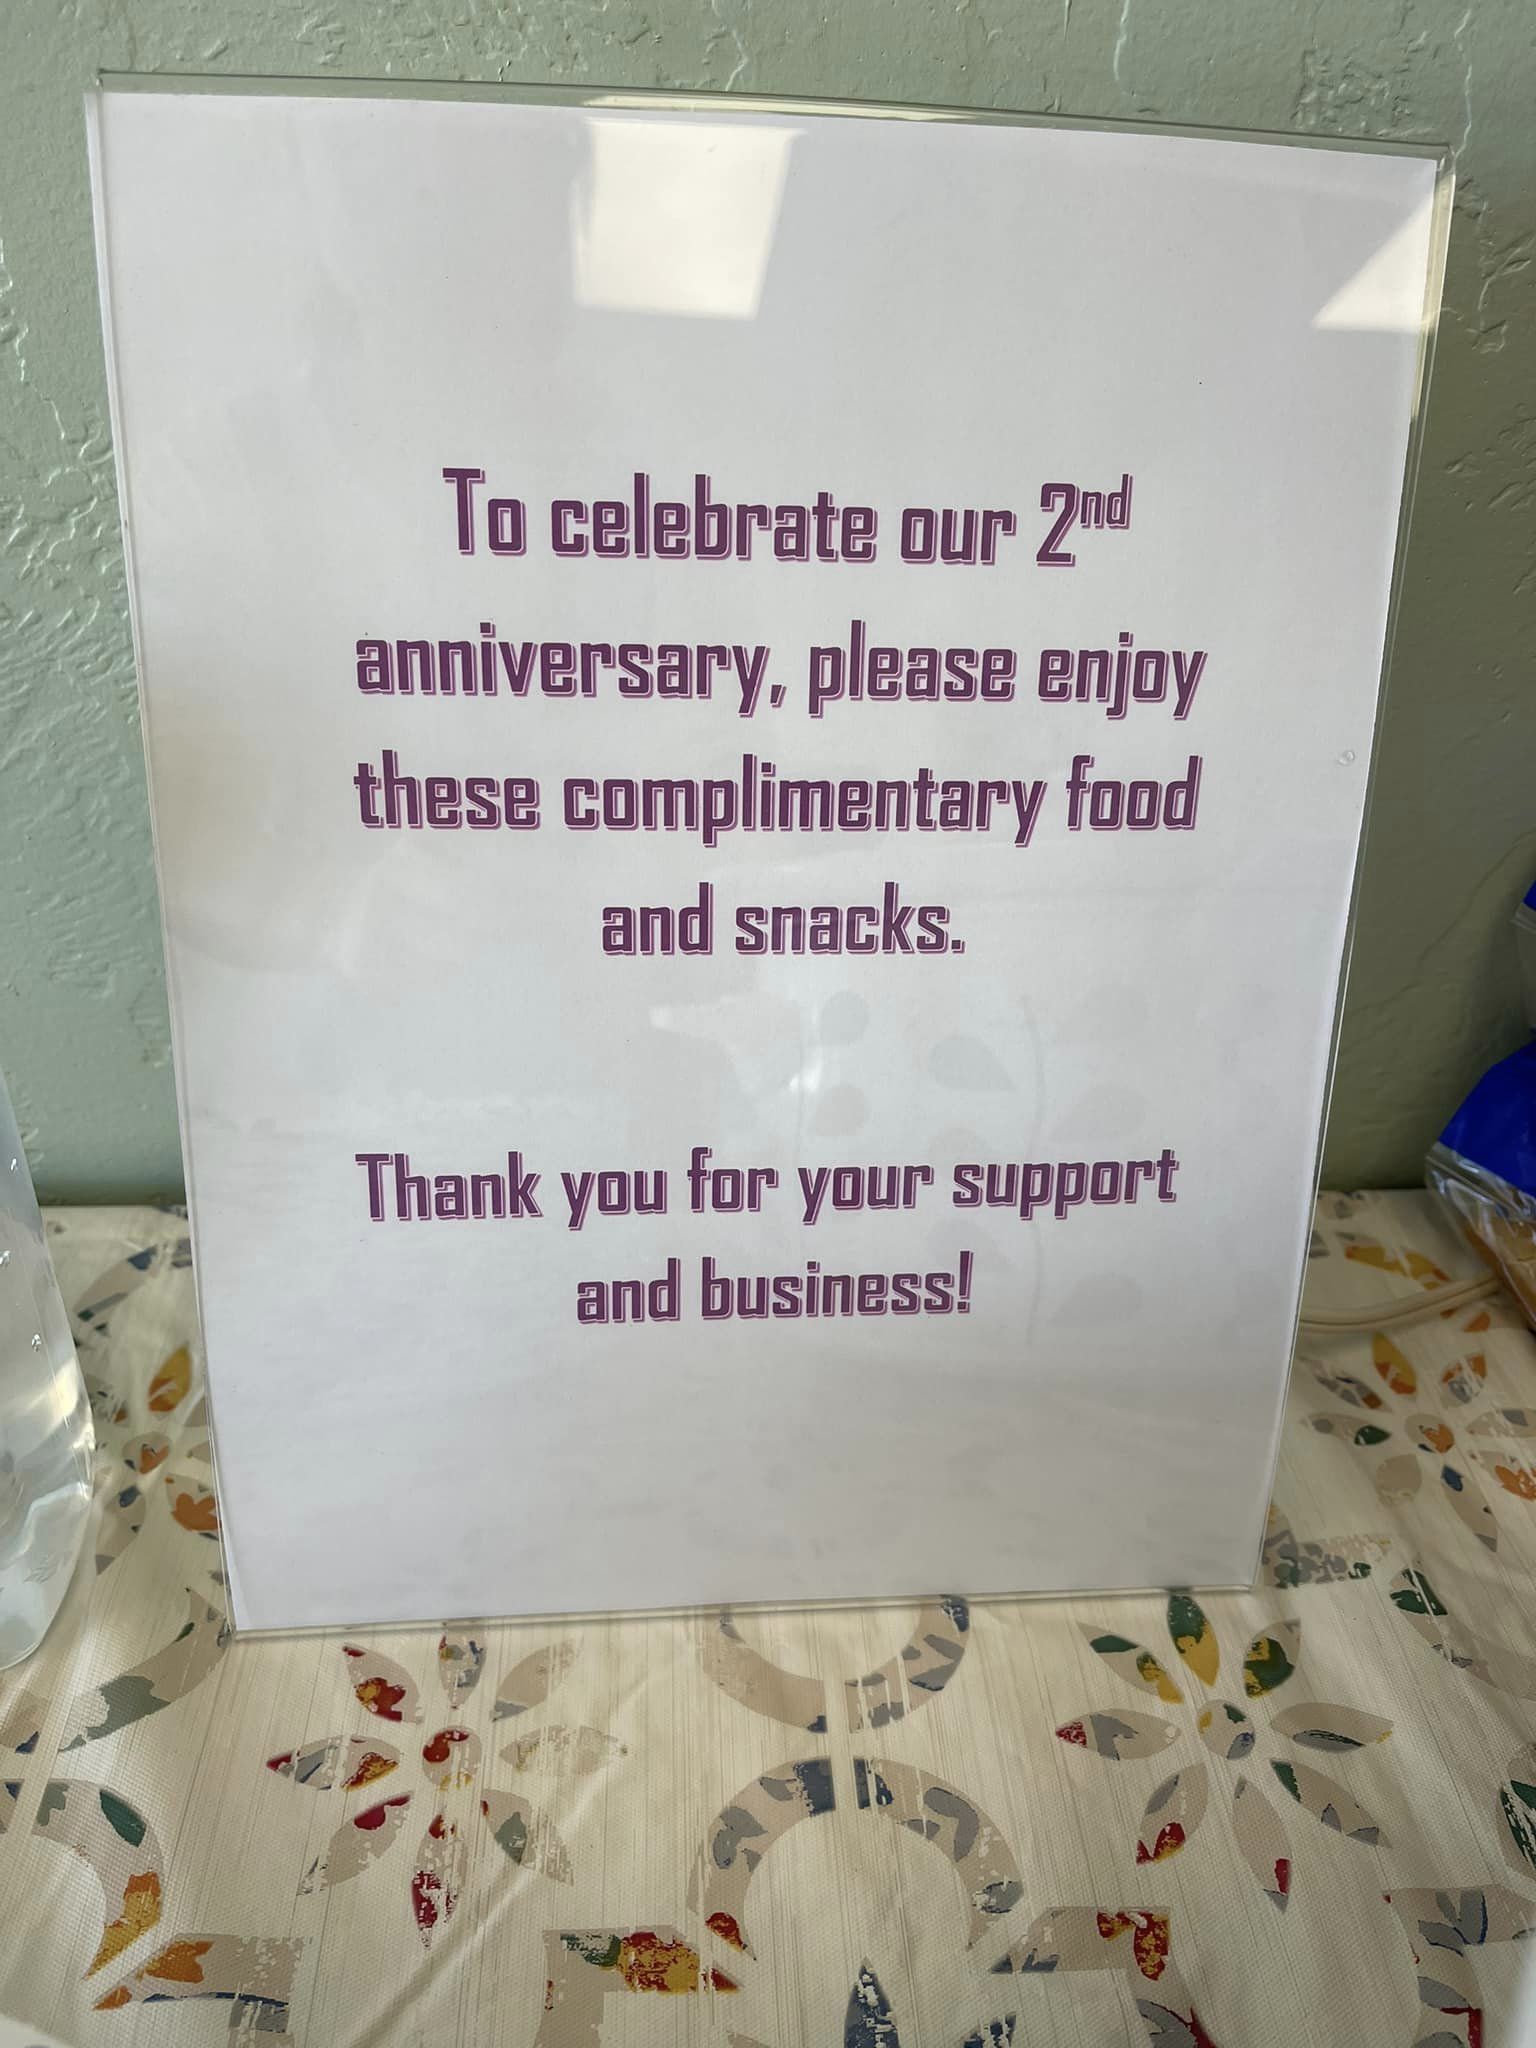 To celebrate our 2nd
anniversary, please enjoy
these complimentary food
and snacks.
Thank you for your support
and business!